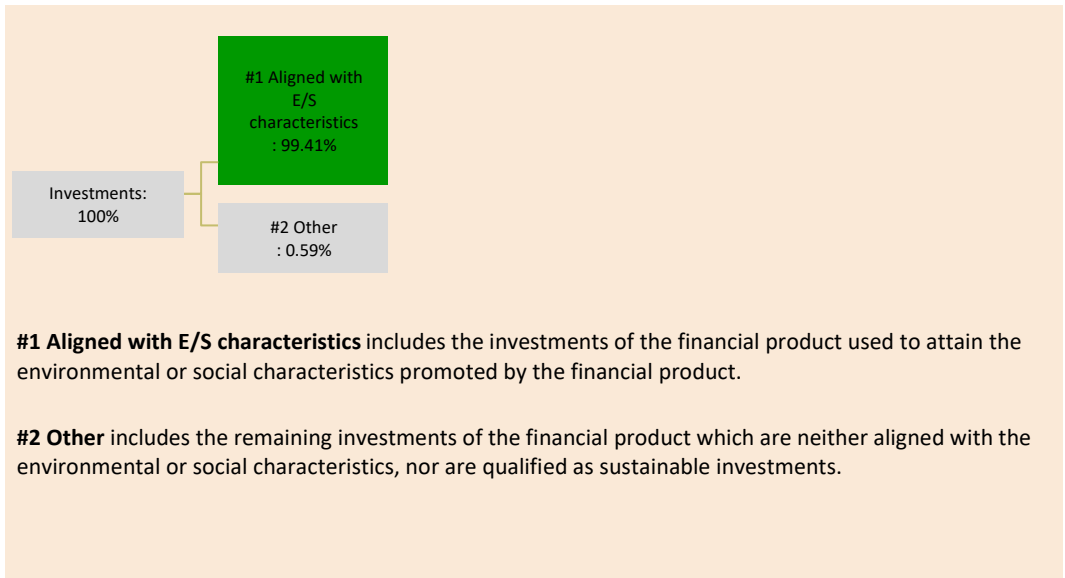 #1 Aligned with
E/S
characteristics
: 99.41%
Investments:
100%
#2 Other
: 0.59%
#1 Aligned with E/S characteristics includes the investments of the financial product used to attain the
environmental or social characteristics promoted by the financial product.
#2 Other includes the remaining investments of the financial product which are neither aligned with the
environmental or social characteristics, nor are qualified as sustainable investments.